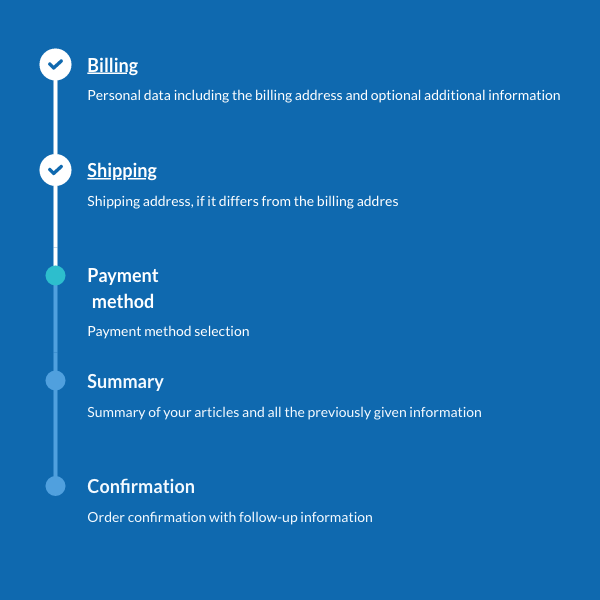 Billing
Personal data including the billing address and optional additional information
Shipping
Shipping address, if it differs from the billing addres
Payment
method
Payment method selection
Summary
Summary of your articles and all the previously given information
Confirmation
Order confirmation with follow-up information